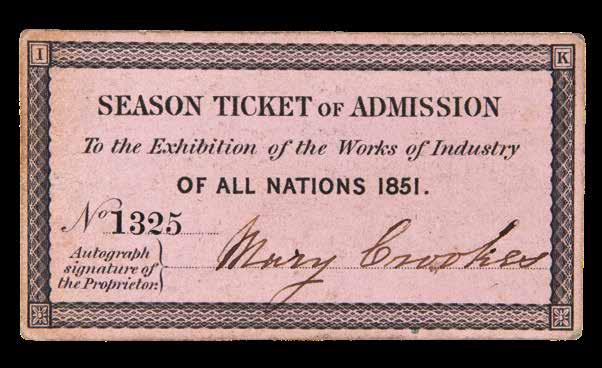 I K
SEASON TICKET OF ADMISSION
To the Exhibition of the Works of Industry
OF ALL NATIONS 1851.
No 1325
Mary Crookes
Autograph
signature of
the Proprietor.